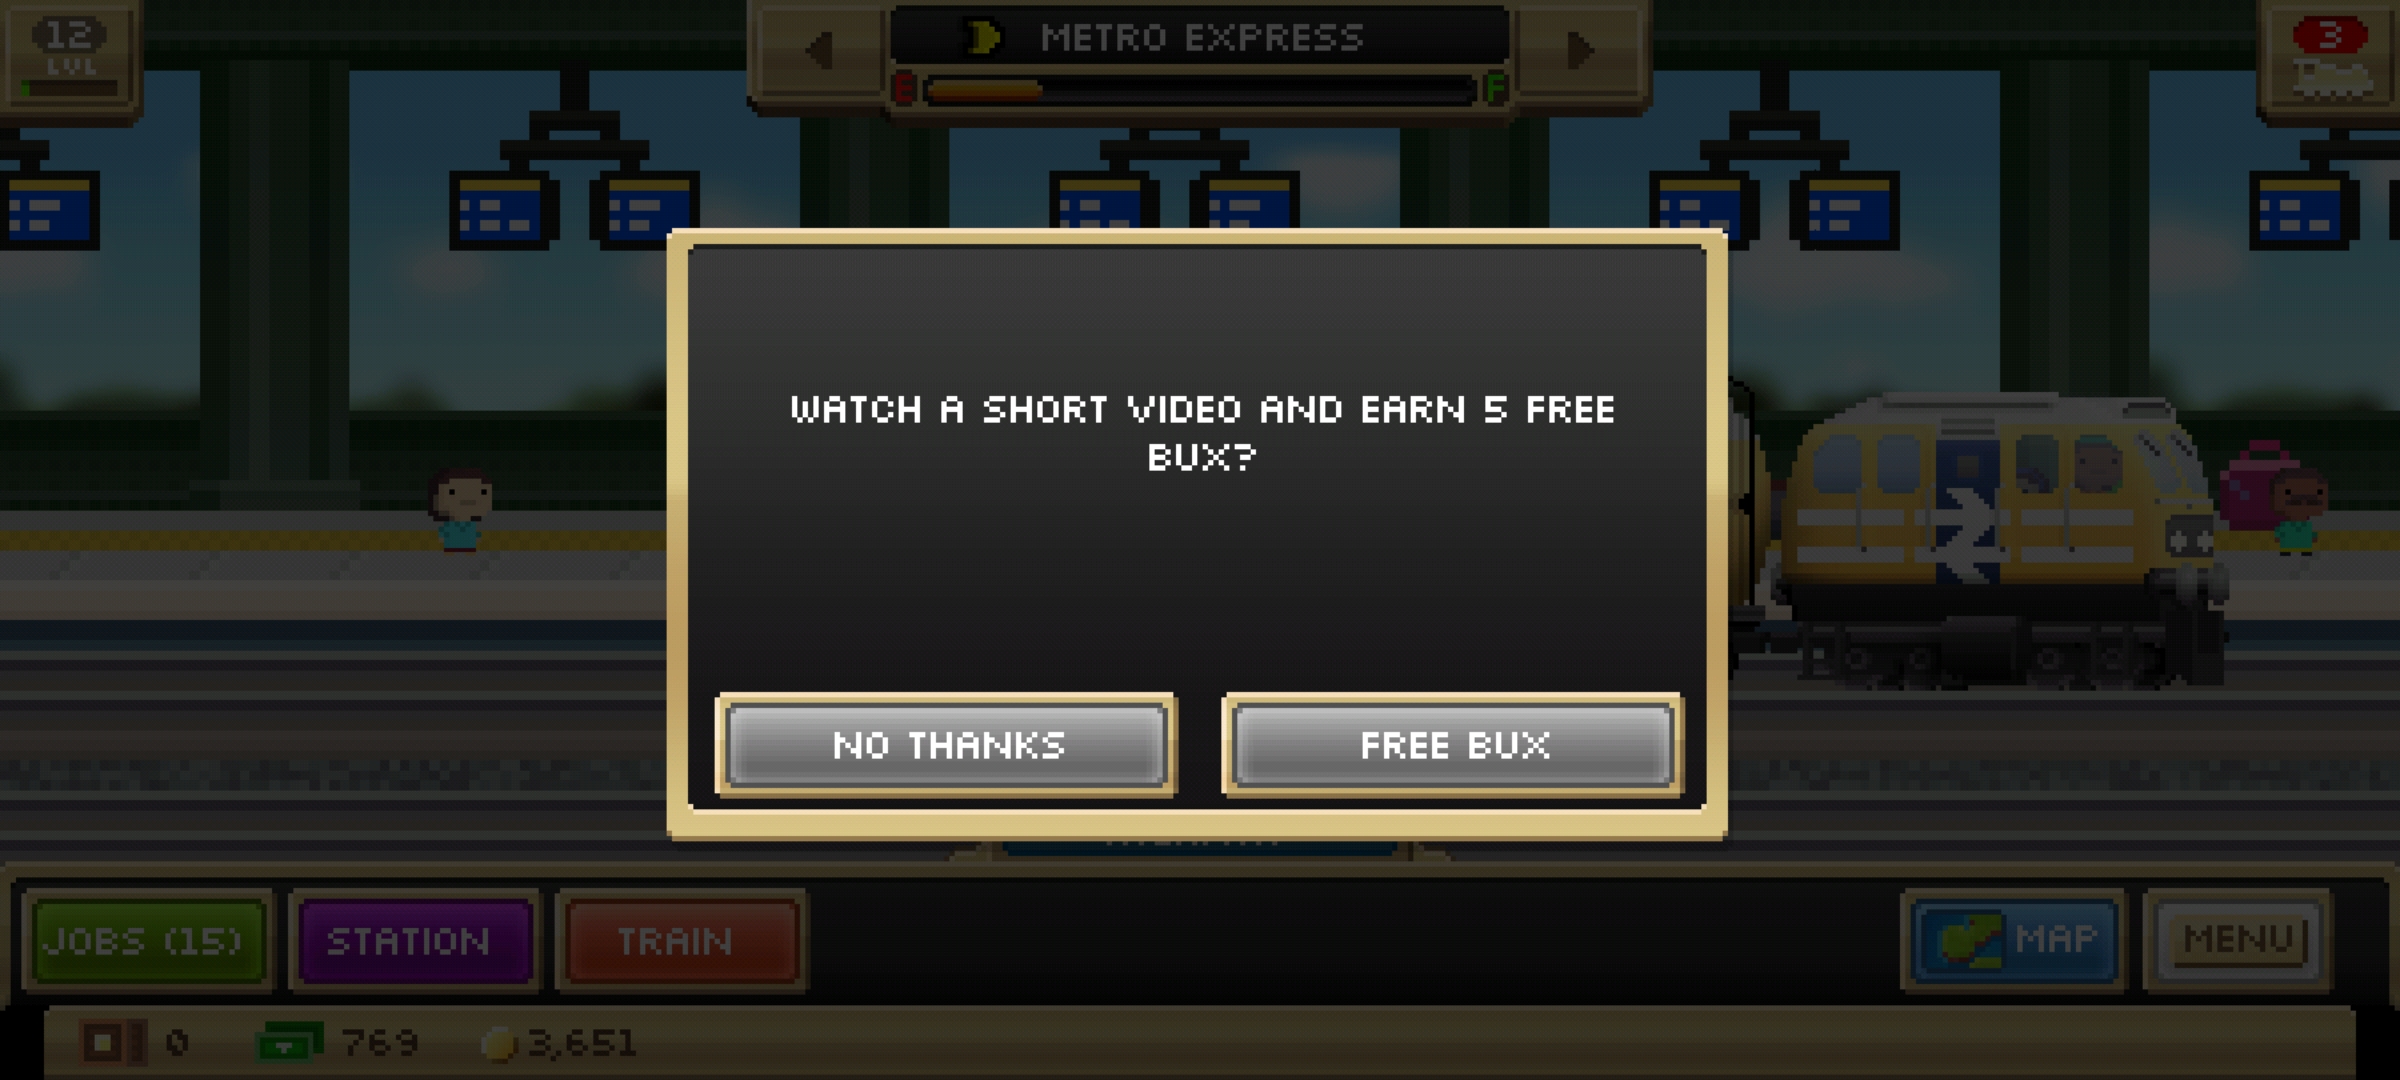 12
LVL
METRO EXPRESS
E F
3
WATCH A SHORT VIDEO AND EARN 5 FREE
BUX?
NO THANKS
FREE BUX
JOBS (15)
STATION
TRAIN
MAP
MENU
0
769
3,651